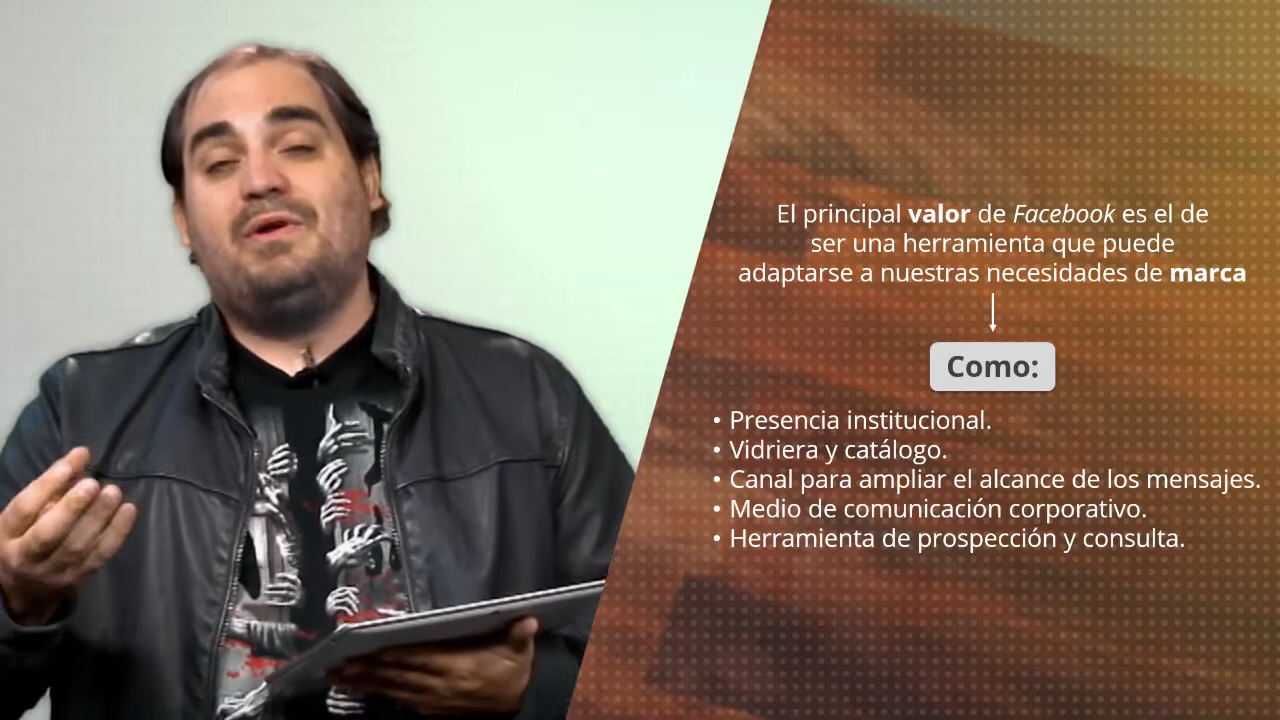 El principal valor de Facebook es el de
ser una herramienta que puede
adaptarse a nuestras necesidades de marca
Como:
• Presencia institucional.
• Vidriera y catálogo.
• Canal para ampliar el alcance de los mensajes.
• Medio de comunicación corporativo.
• Herramienta de prospección y consulta.